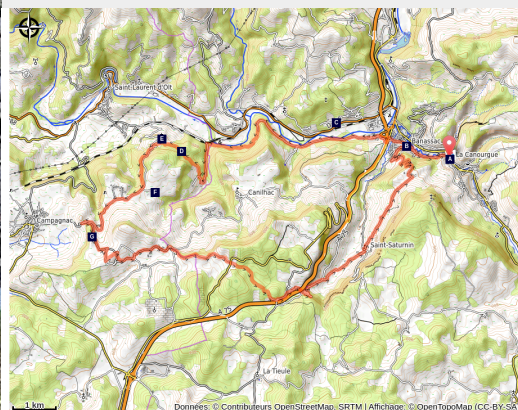 Saint-Laurent-d'Olt
C
E
D
B
Banassac
La Canourgue
A
F
Canilhac
Campagnac
G
Saint-Saturnin
A 75
La Tieule
1 km
Données: © Contributeurs OpenStreetMap, SRTM | Affichage: © OpenTopoMap (CC-BY-SA